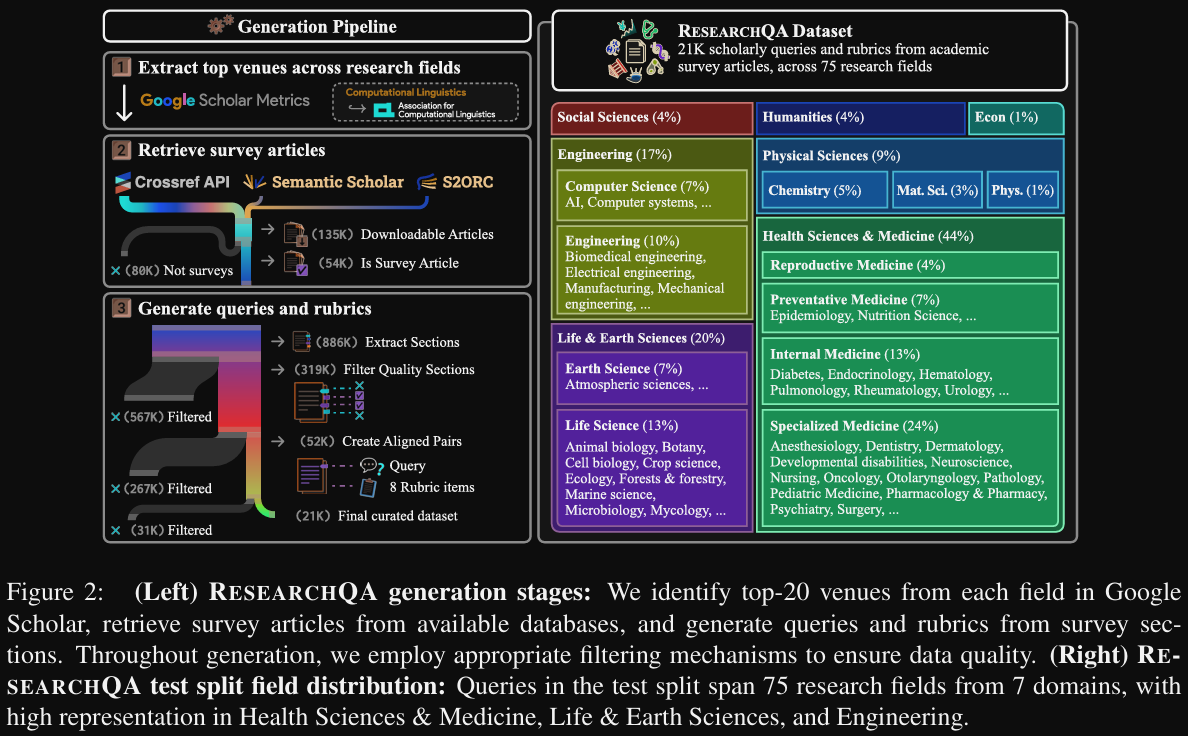 Generation Pipeline
1 Extract top venues across research fields
Google Scholar Metrics
Computational Linguistics
Association for
Computational Linguistics
2 Retrieve survey articles
Crossref API
Semantic Scholar
S2ORC
(135K) Downloadable Articles
(54K) Is Survey Article
× (80K) Not surveys
3 Generate queries and rubrics
(886K) Extract Sections
(319K) Filter Quality Sections
× (567K) Filtered
(52K) Create Aligned Pairs
Query
8 Rubric items
× (267K) Filtered
(21K) Final curated dataset
× (31K) Filtered
RESEARCHQA Dataset
21K scholarly queries and rubrics from academic
survey articles, across 75 research fields
Social Sciences (4%)
Humanities (4%)
Econ (1%)
Engineering (17%)
Computer Science (7%)
AI, Computer systems, ...
Engineering (10%)
Biomedical engineering,
Electrical engineering,
Manufacturing, Mechanical
engineering, ...
Physical Sciences (9%)
Chemistry (5%)
Mat. Sci. (3%)
Phys. (1%)
Life & Earth Sciences (20%)
Earth Science (7%)
Atmospheric sciences, ...
Life Science (13%)
Animal biology, Botany,
Cell biology, Crop science,
Ecology, Forests & forestry,
Marine science,
Microbiology, Mycology, ...
Health Sciences & Medicine (44%)
Reproductive Medicine (4%)
Preventative Medicine (7%)
Epidemiology, Nutrition Science, ...
Internal Medicine (13%)
Diabetes, Endocrinology, Hematology,
Pulmonology, Rheumatology, Urology, ...
Specialized Medicine (24%)
Anesthesiology, Dentistry, Dermatology,
Developmental disabilities, Neuroscience,
Nursing, Oncology, Otolaryngology, Pathology,
Pediatric Medicine, Pharmacology & Pharmacy,
Psychiatry, Surgery, ...
Figure 2: (Left) RESEARCHQA generation stages: We identify top-20 venues from each field in Google
Scholar, retrieve survey articles from available databases, and generate queries and rubrics from survey sec-
tions. Throughout generation, we employ appropriate filtering mechanisms to ensure data quality. (Right) RE-
SEARCHQA test split field distribution: Queries in the test split span 75 research fields from 7 domains, with
high representation in Health Sciences & Medicine, Life & Earth Sciences, and Engineering.